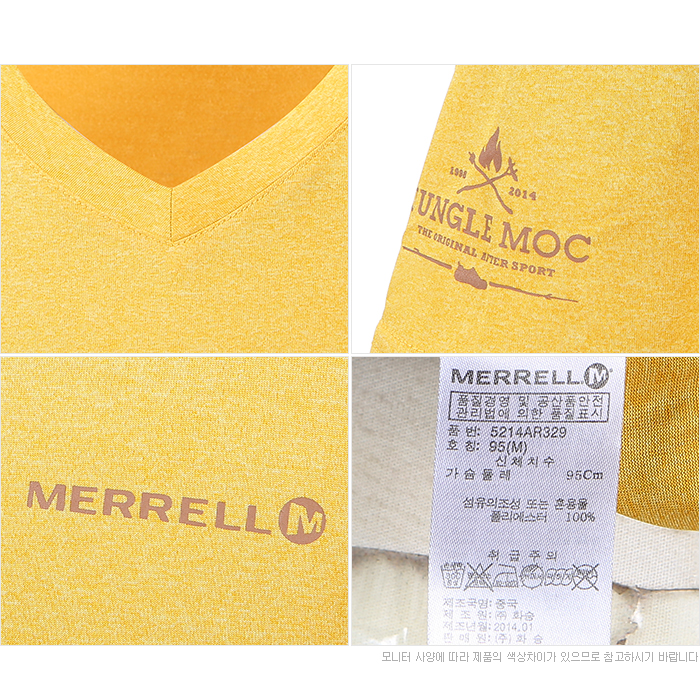 1998 2014
JUNGLE MOC
THE ORIGINAL AFTER SPORT
MERRELL M
MERRELL M
품질경영 및 공산품안전
관리법에 의한 품질표시
품 번: 5214AR329
호 칭: 95(M)
신체치수
가슴둘레 95Cm
섬유의조성 또는 혼용율
폴리에스터 100%
취급주의
제조국명: 중국
제 조 원: ㈜ 화승
제조년월: 2014.01
판 매 원: (주) 화승
모니터 사양에 따라 제품의 색상차이가 있으므로 참고하시기 바랍니다